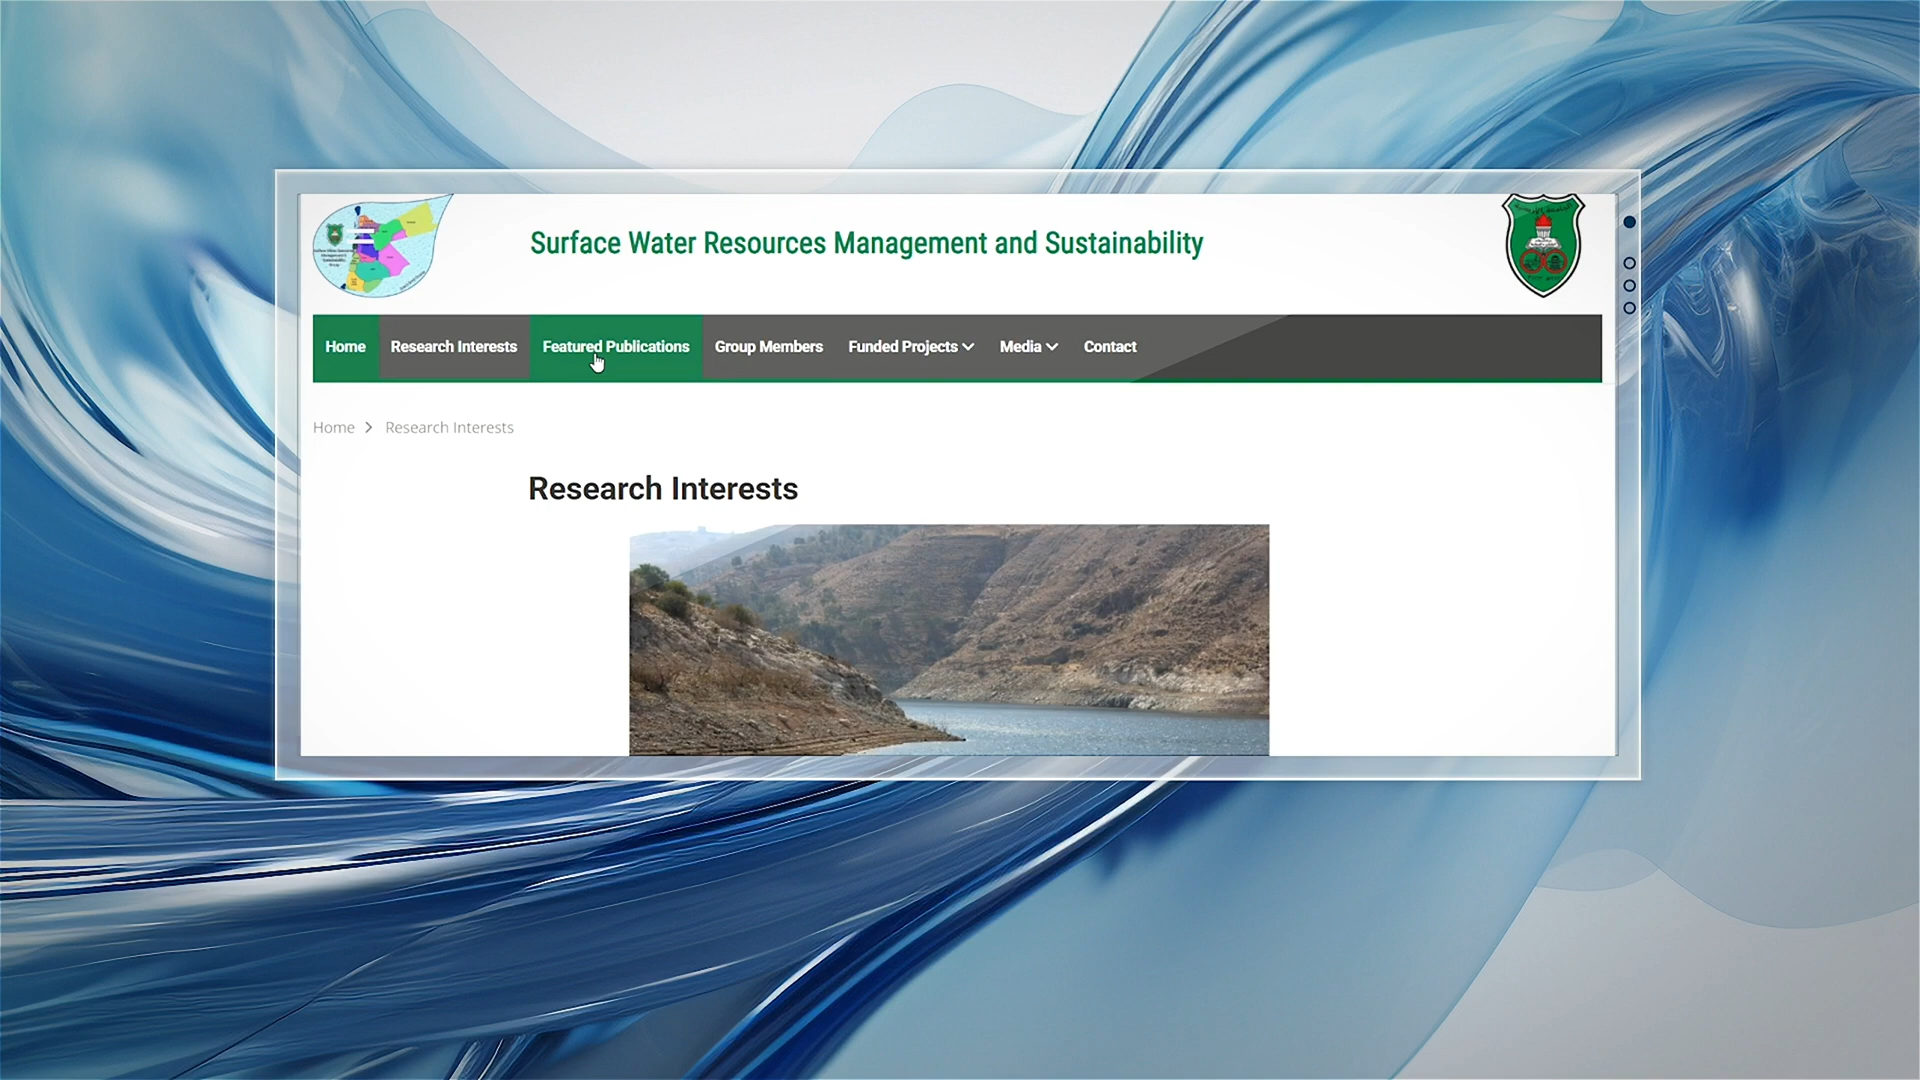 Surface Water Resources Management and Sustainability
Home Research Interests Featured Publications Group Members Funded Projects Media Contact
Home > Research Interests
Research Interests